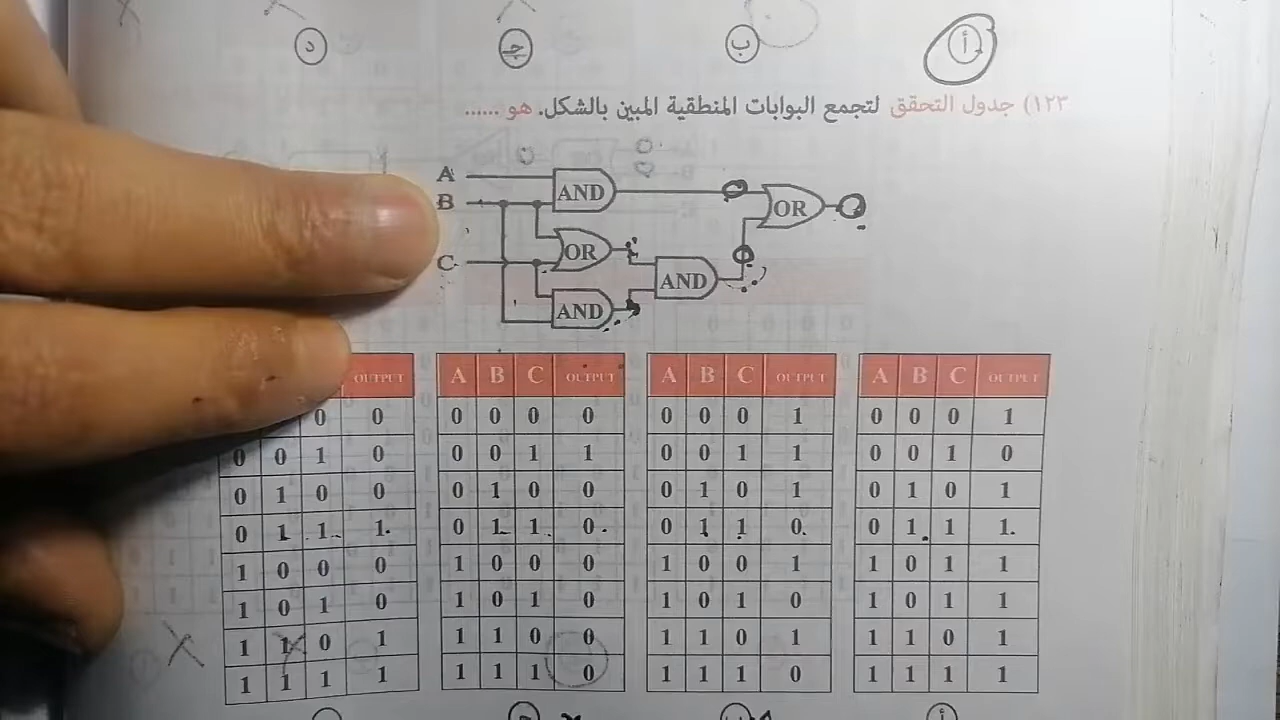 أ ب جـ د
١٢٣) جدول التحقق لتجمع البوابات المنطقية المبين بالشكل. هو ......
A
B
C
AND
OR
AND
AND
OR
A B C OUTPUT
0 0 0 1
0 0 1 0
0 1 0 1
0 1 1 1
1 0 1 1
1 0 1 1
1 1 0 1
1 1 1 1
A B C OUTPUT
0 0 0 1
0 0 1 1
0 1 0 1
0 1 1 0
1 0 0 1
1 0 1 0
1 1 0 1
1 1 1 0
A B C OUTPUT
0 0 0 0
0 0 1 1
0 1 0 0
0 1 1 0
1 0 0 0
1 0 1 0
1 1 0 0
1 1 1 0
OUTPUT
0 0
0 0 1 0
0 1 0 0
0 1 1 1
1 0 0 0
1 0 1 0
1 1 0 1
1 1 1 1
أ ب جـ